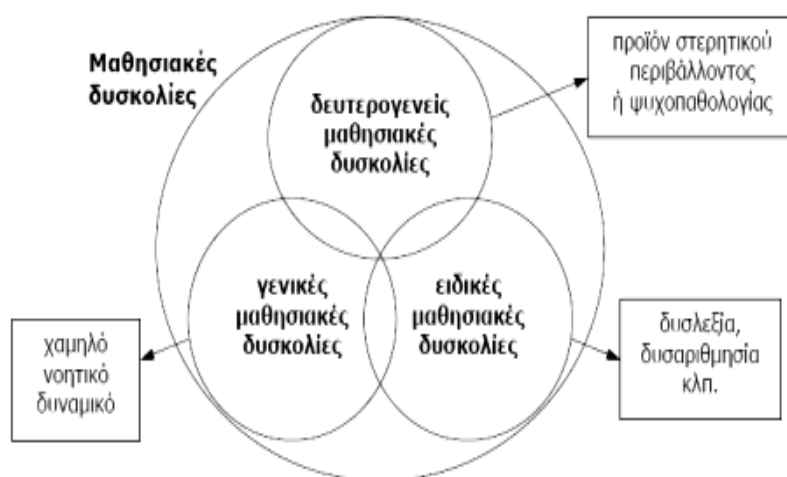 Μαθησιακές
δυσκολίες
δευτερογενείς
μαθησιακές
δυσκολίες
προϊόν στερητικού
περιβάλλοντος
ή ψυχοπαθολογίας
γενικές
μαθησιακές
δυσκολίες
ειδικές
μαθησιακές
δυσκολίες
χαμηλό
νοητικό
δυναμικό
δυσλεξία,
δυσαριθμησία
κλπ.